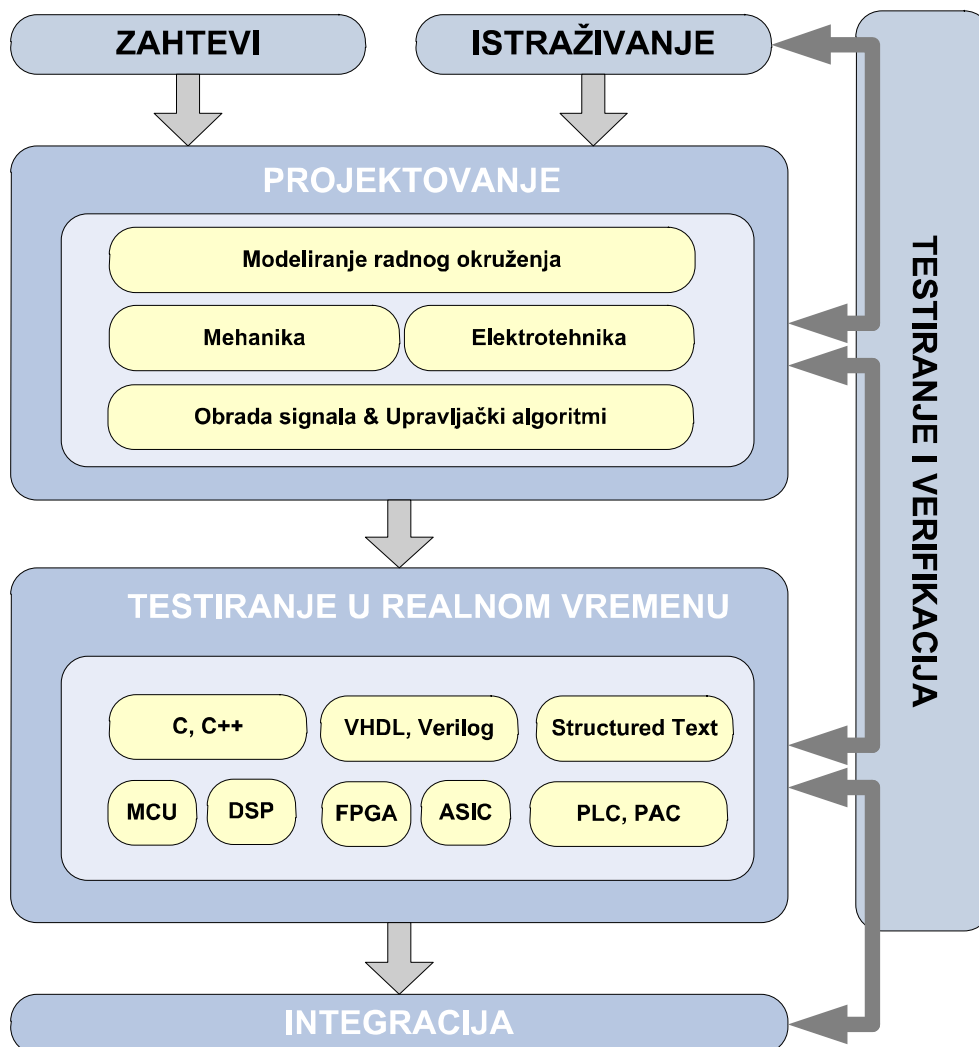 ZAHTEVI
ISTRAŽIVANJE
PROJEKTOVANJE
Modeliranje radnog okruženja
Mehanika
Elektrotehnika
Obrada signala & Upravljački algoritmi
TESTIRANJE U REALNOM VREMENU
C, C++
VHDL, Verilog
Structured Text
MCU
DSP
FPGA
ASIC
PLC, PAC
INTEGRACIJA
TESTIRANJE I VERIFIKACIJA